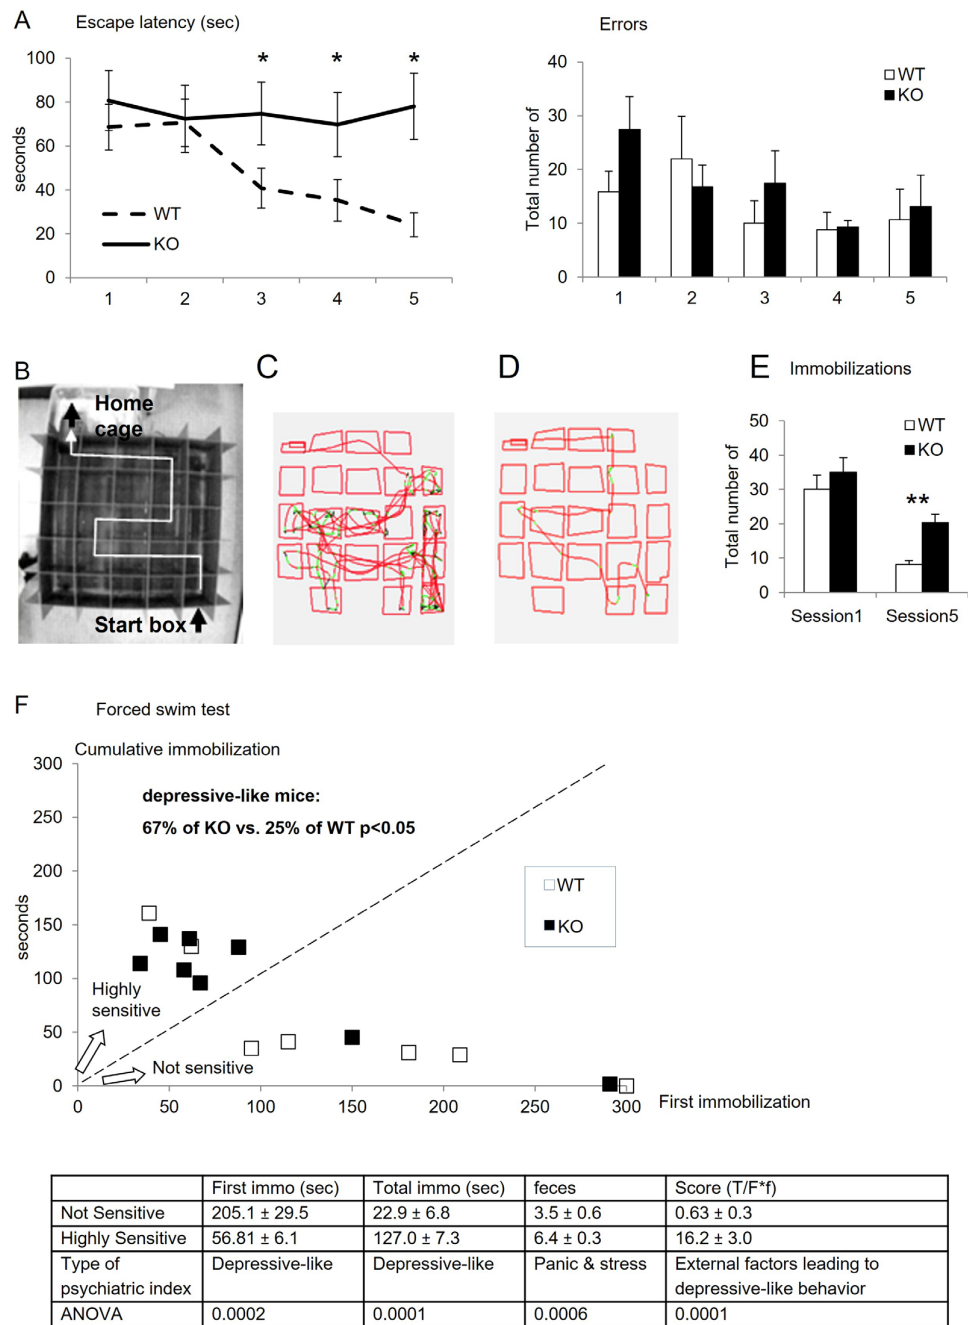 A
Escape latency (sec)
100
80
60
40
20
0
seconds
* * *
WT
KO
1 2 3 4 5
Errors
40
30
20
10
0
Total number of
WT
KO
1 2 3 4 5
B
Home
cage
Start box
C
D
E
Immobilizations
50
40
30
20
10
0
Total number of
WT
KO
**
Session1 Session5
F
Forced swim test
Cumulative immobilization
300
250
200
150
100
50
0
seconds
depressive-like mice:
67% of KO vs. 25% of WT p<0.05
WT
KO
Highly
sensitive
Not sensitive
0 50 100 150 200 250 300
First immobilization
First immo (sec) Total immo (sec) feces Score (T/F*f)
Not Sensitive 205.1 ± 29.5 22.9 ± 6.8 3.5 ± 0.6 0.63 ± 0.3
Highly Sensitive 56.81 ± 6.1 127.0 ± 7.3 6.4 ± 0.3 16.2 ± 3.0
Type of Depressive-like Depressive-like Panic & stress External factors leading to
psychiatric index depressive-like behavior
ANOVA 0.0002 0.0001 0.0006 0.0001